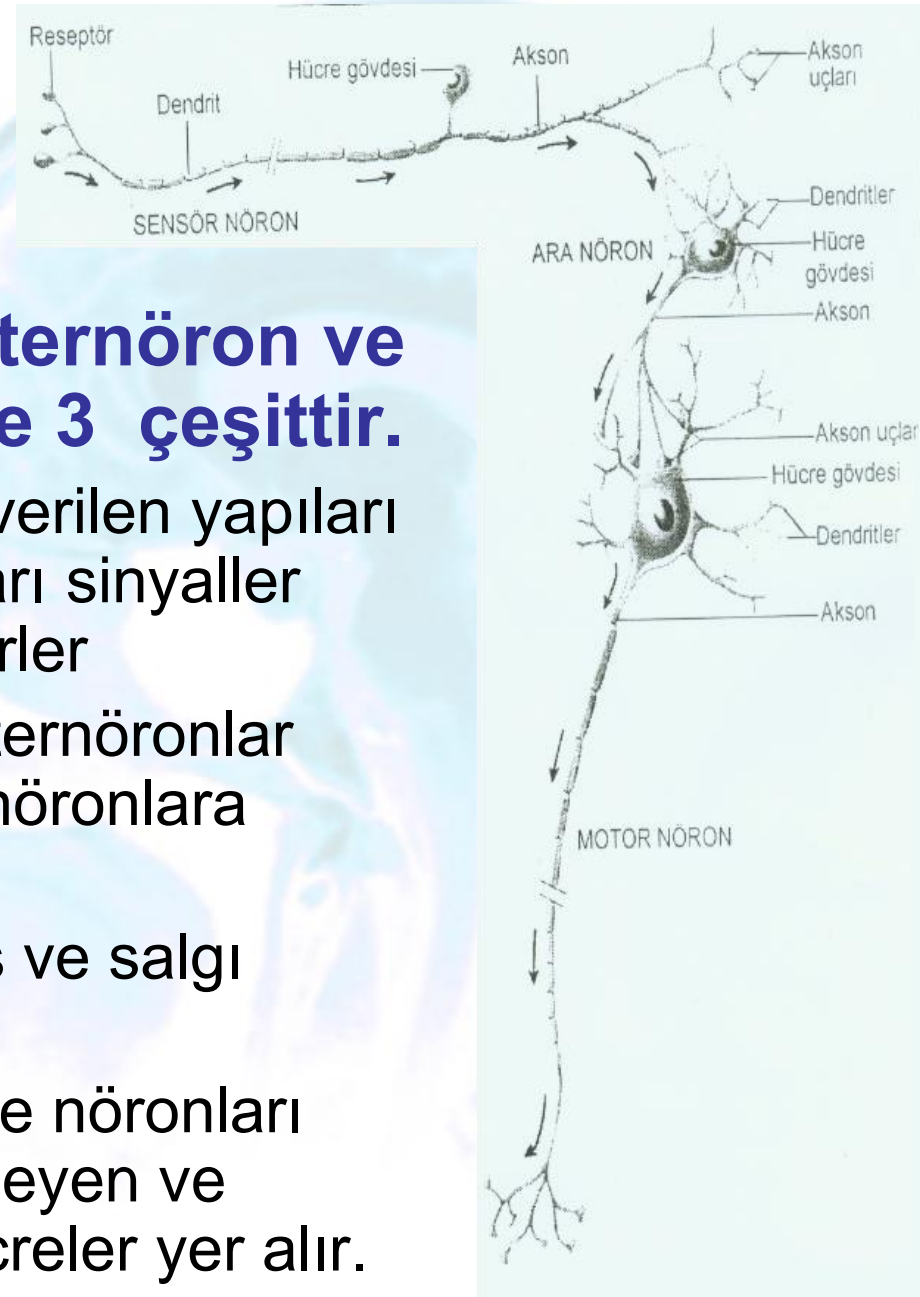 Reseptör
Hücre gövdesi
Akson
Akson
uçları
Dendrit
SENSÖR NÖRON
Dendritler
ARA NÖRON
Hücre
gövdesi
Akson
Akson uçlar
Hücre gövdesi
Dendritler
Akson
MOTOR NÖRON
ternöron ve
e 3 çeşittir.
verilen yapıları
arı sinyaller
rler
ternöronlar
nöronlara
s ve salgı
e nöronları
leyen ve
creler yer alır.